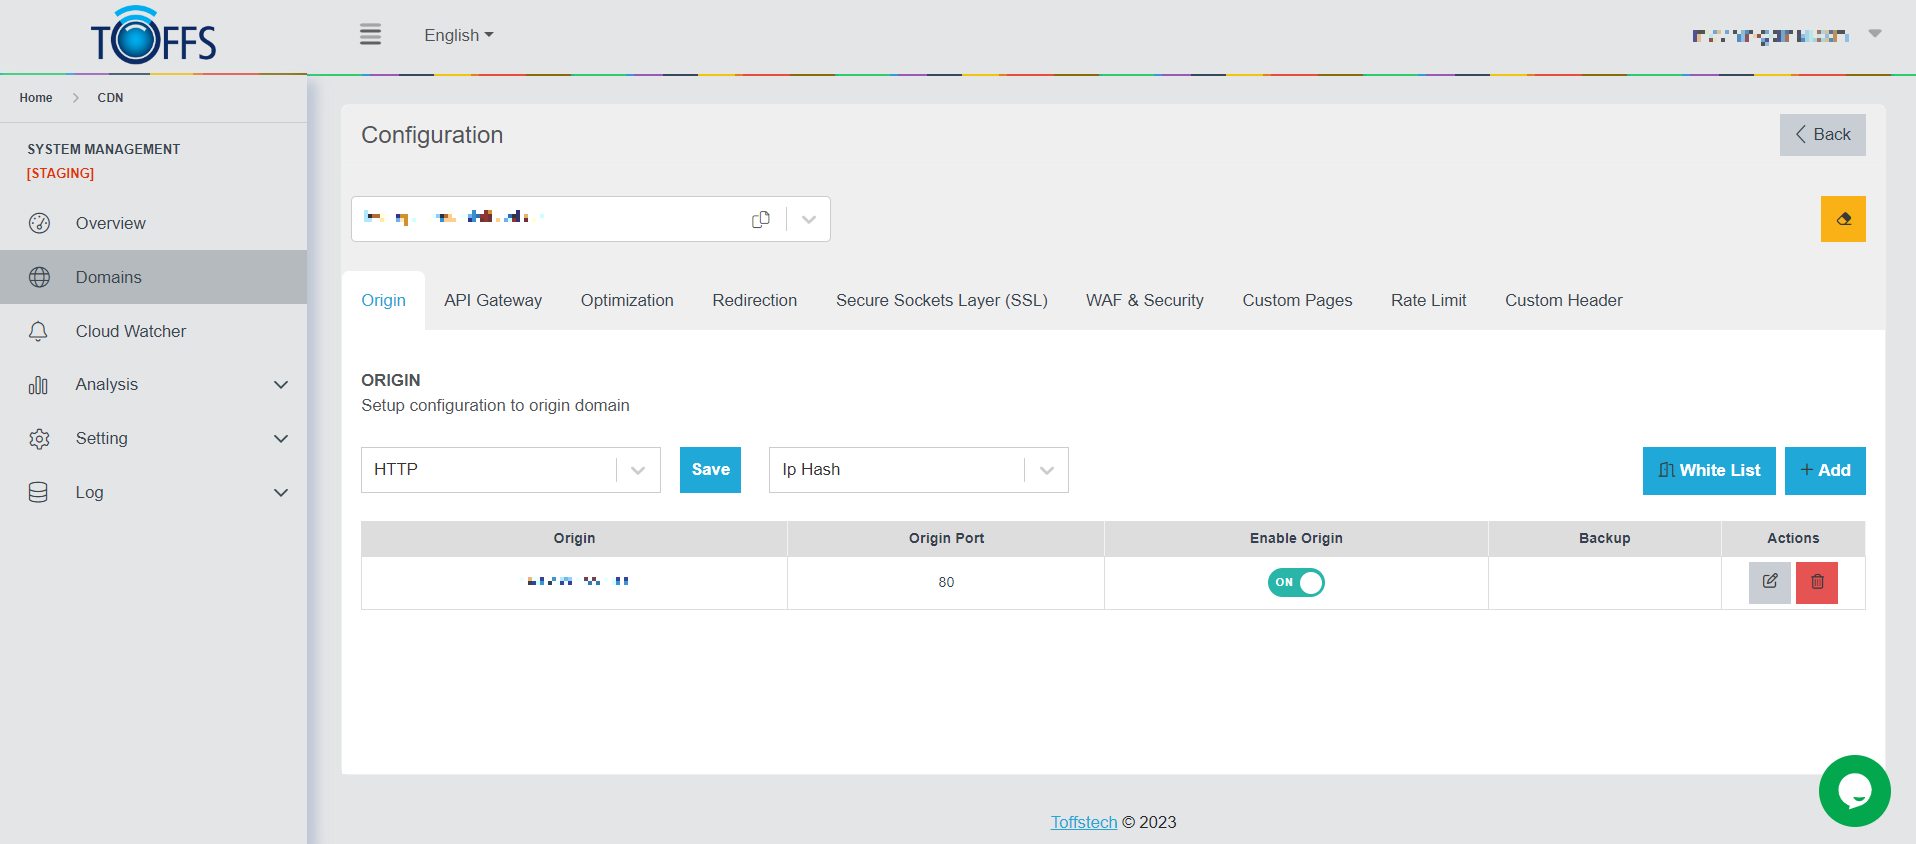 TOFFS
English
Home > CDN
SYSTEM MANAGEMENT
[STAGING]
Overview
Domains
Cloud Watcher
Analysis
Setting
Log
Configuration
Back
Origin
API Gateway
Optimization
Redirection
Secure Sockets Layer (SSL)
WAF & Security
Custom Pages
Rate Limit
Custom Header
ORIGIN
Setup configuration to origin domain
HTTP
Save
Ip Hash
White List
+ Add
Origin
Origin Port
Enable Origin
Backup
Actions
80
ON
Toffstech © 2023